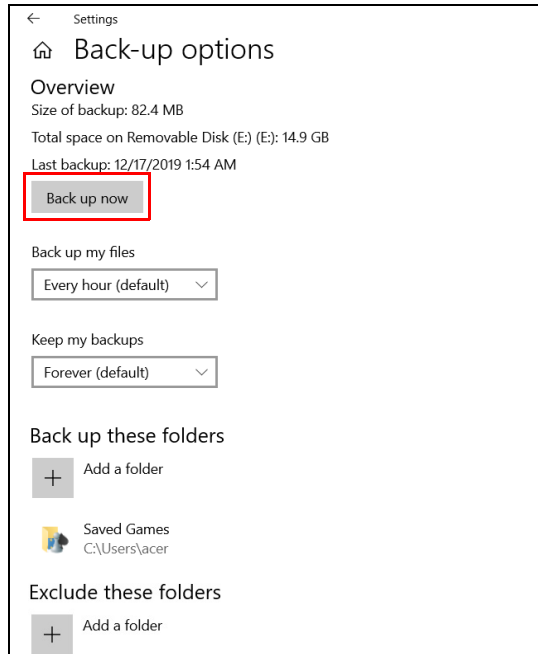 Settings
Back-up options
Overview
Size of backup: 82.4 MB
Total space on Removable Disk (E:) (E:): 14.9 GB
Last backup: 12/17/2019 1:54 AM
Back up now
Back up my files
Every hour (default)
Keep my backups
Forever (default)
Back up these folders
Add a folder
Saved Games
C:\Users\acer
Exclude these folders
Add a folder